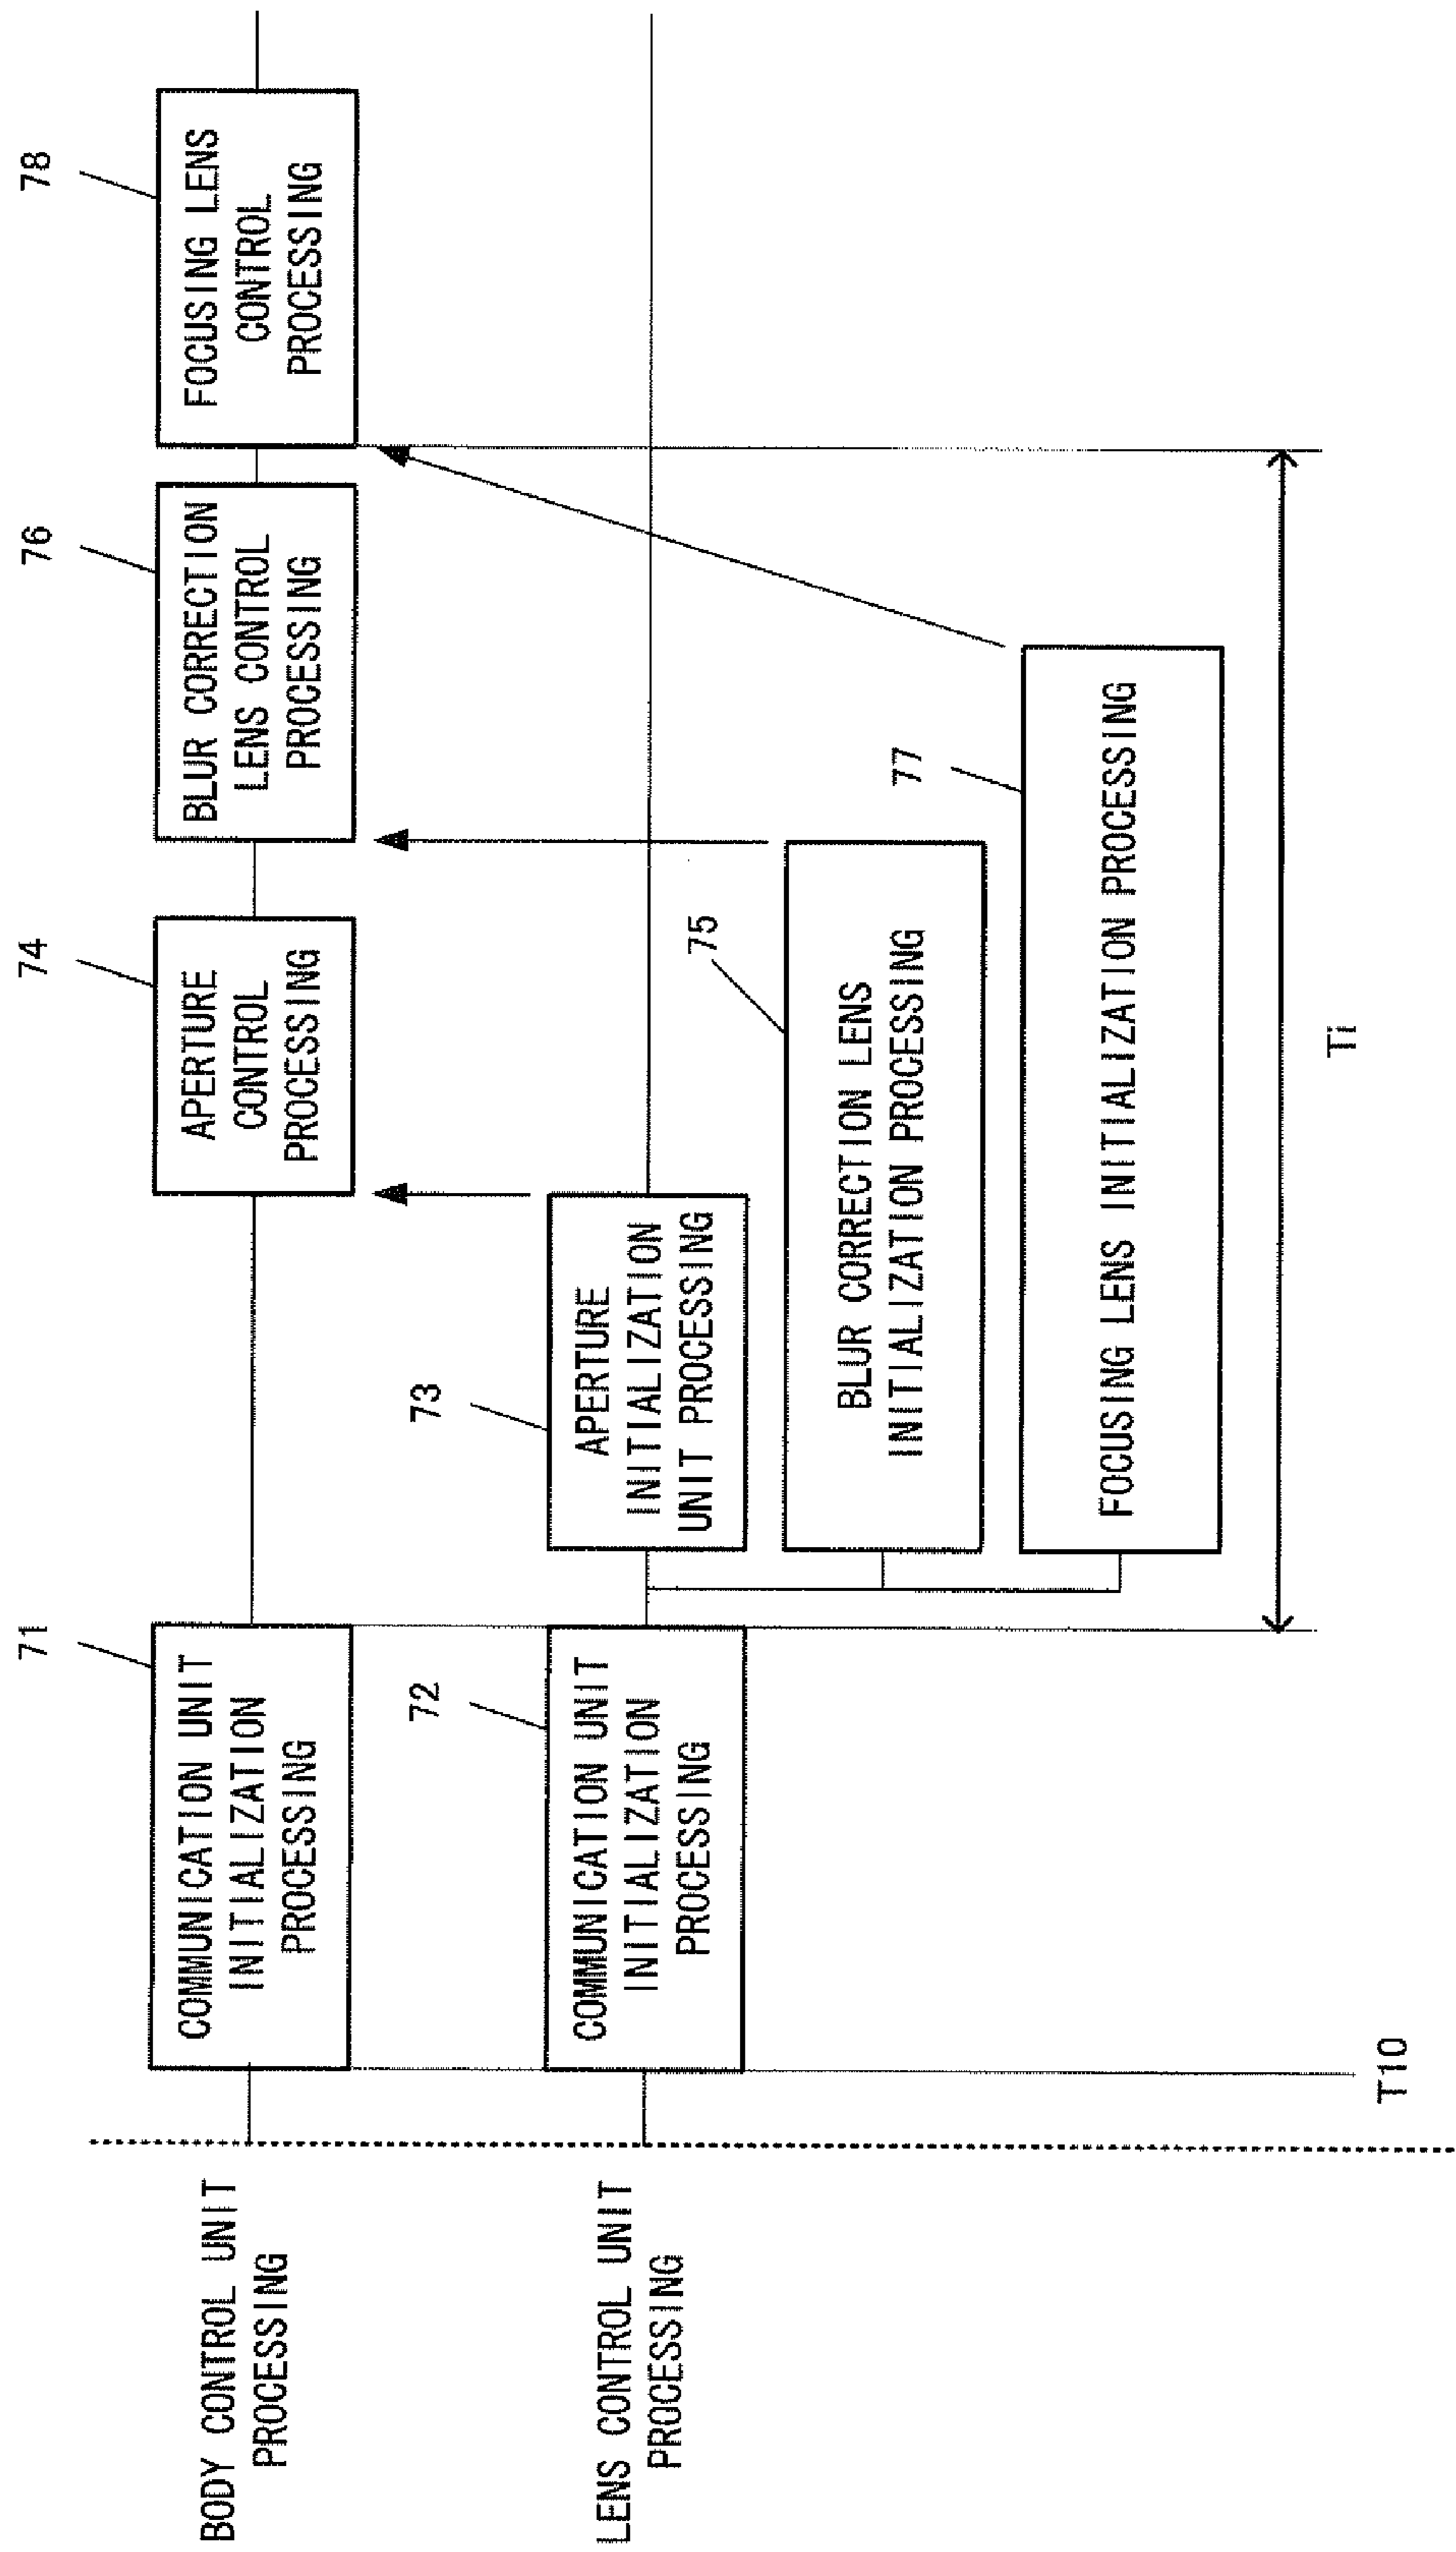 BODY CONTROL UNIT
PROCESSING
71
COMMUNICATION UNIT
INITIALIZATION
PROCESSING
74
APERTURE
CONTROL
PROCESSING
76
BLUR CORRECTION
LENS CONTROL
PROCESSING
78
FOCUSING LENS
CONTROL
PROCESSING
LENS CONTROL UNIT
PROCESSING
72
COMMUNICATION UNIT
INITIALIZATION
PROCESSING
73
APERTURE
INITIALIZATION
UNIT PROCESSING
75
BLUR CORRECTION LENS
INITIALIZATION PROCESSING
77
FOCUSING LENS INITIALIZATION PROCESSING
T10
Ti